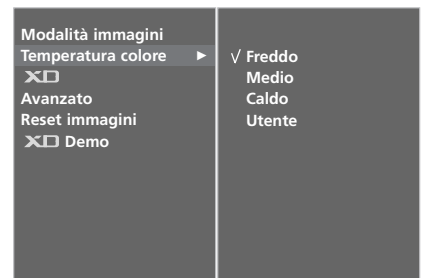 Modalità immagini
Temperatura colore ►
XD
Avanzato
Reset immagini
XD Demo
√ Freddo
Medio
Caldo
Utente